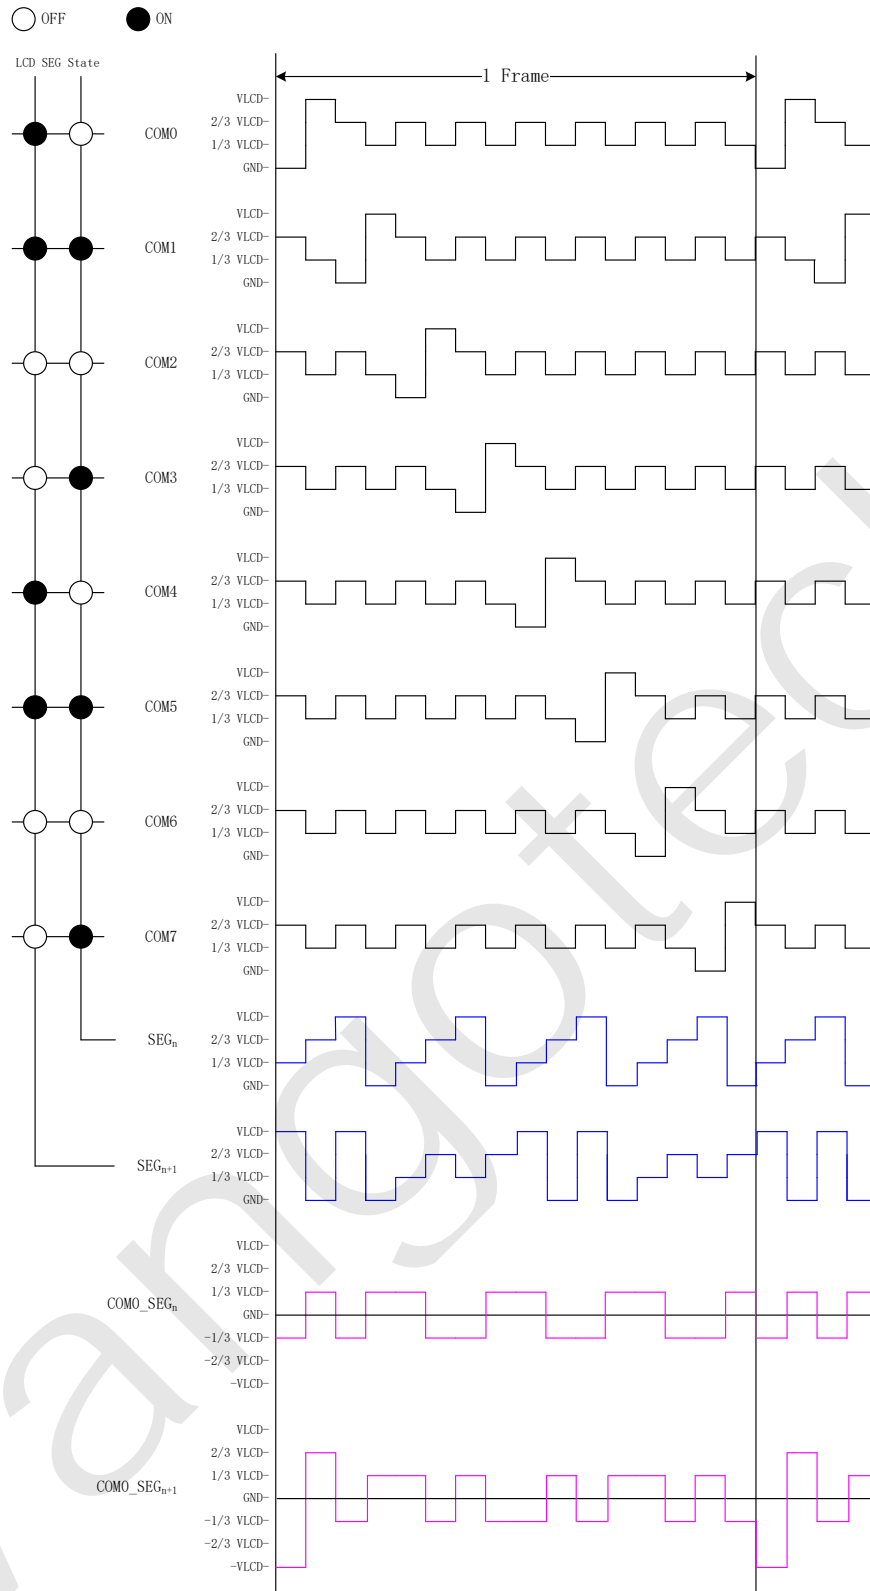 OFF ON
LCD SEG State
1 Frame
COM0
VLCD
2/3 VLCD
1/3 VLCD
GND
COM1
VLCD
2/3 VLCD
1/3 VLCD
GND
COM2
VLCD
2/3 VLCD
1/3 VLCD
GND
COM3
VLCD
2/3 VLCD
1/3 VLCD
GND
COM4
VLCD
2/3 VLCD
1/3 VLCD
GND
COM5
VLCD
2/3 VLCD
1/3 VLCD
GND
COM6
VLCD
2/3 VLCD
1/3 VLCD
GND
COM7
VLCD
2/3 VLCD
1/3 VLCD
GND
SEGn
VLCD
2/3 VLCD
1/3 VLCD
GND
SEGn+1
VLCD
2/3 VLCD
1/3 VLCD
GND
COM0_SEGn
VLCD
2/3 VLCD
1/3 VLCD
GND
-1/3 VLCD
-2/3 VLCD
-VLCD
COM0_SEGn+1
VLCD
2/3 VLCD
1/3 VLCD
GND
-1/3 VLCD
-2/3 VLCD
-VLCD
angotec